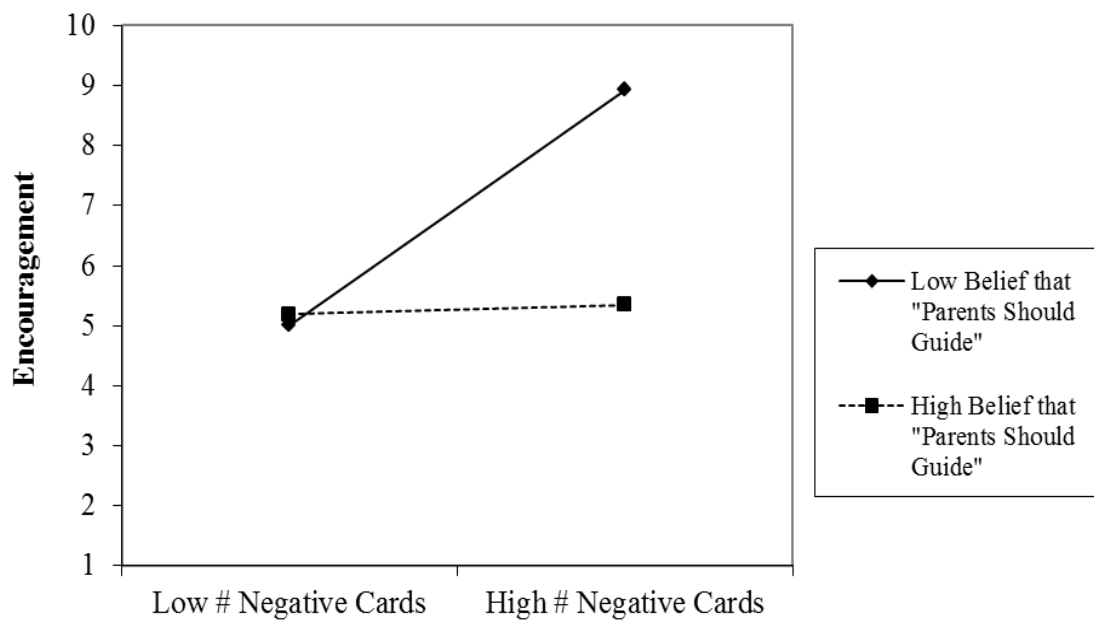 10
9
8
7
6
5
4
3
2
1
Encouragement
Low # Negative Cards
High # Negative Cards
Low Belief that
"Parents Should
Guide"
High Belief that
"Parents Should
Guide"